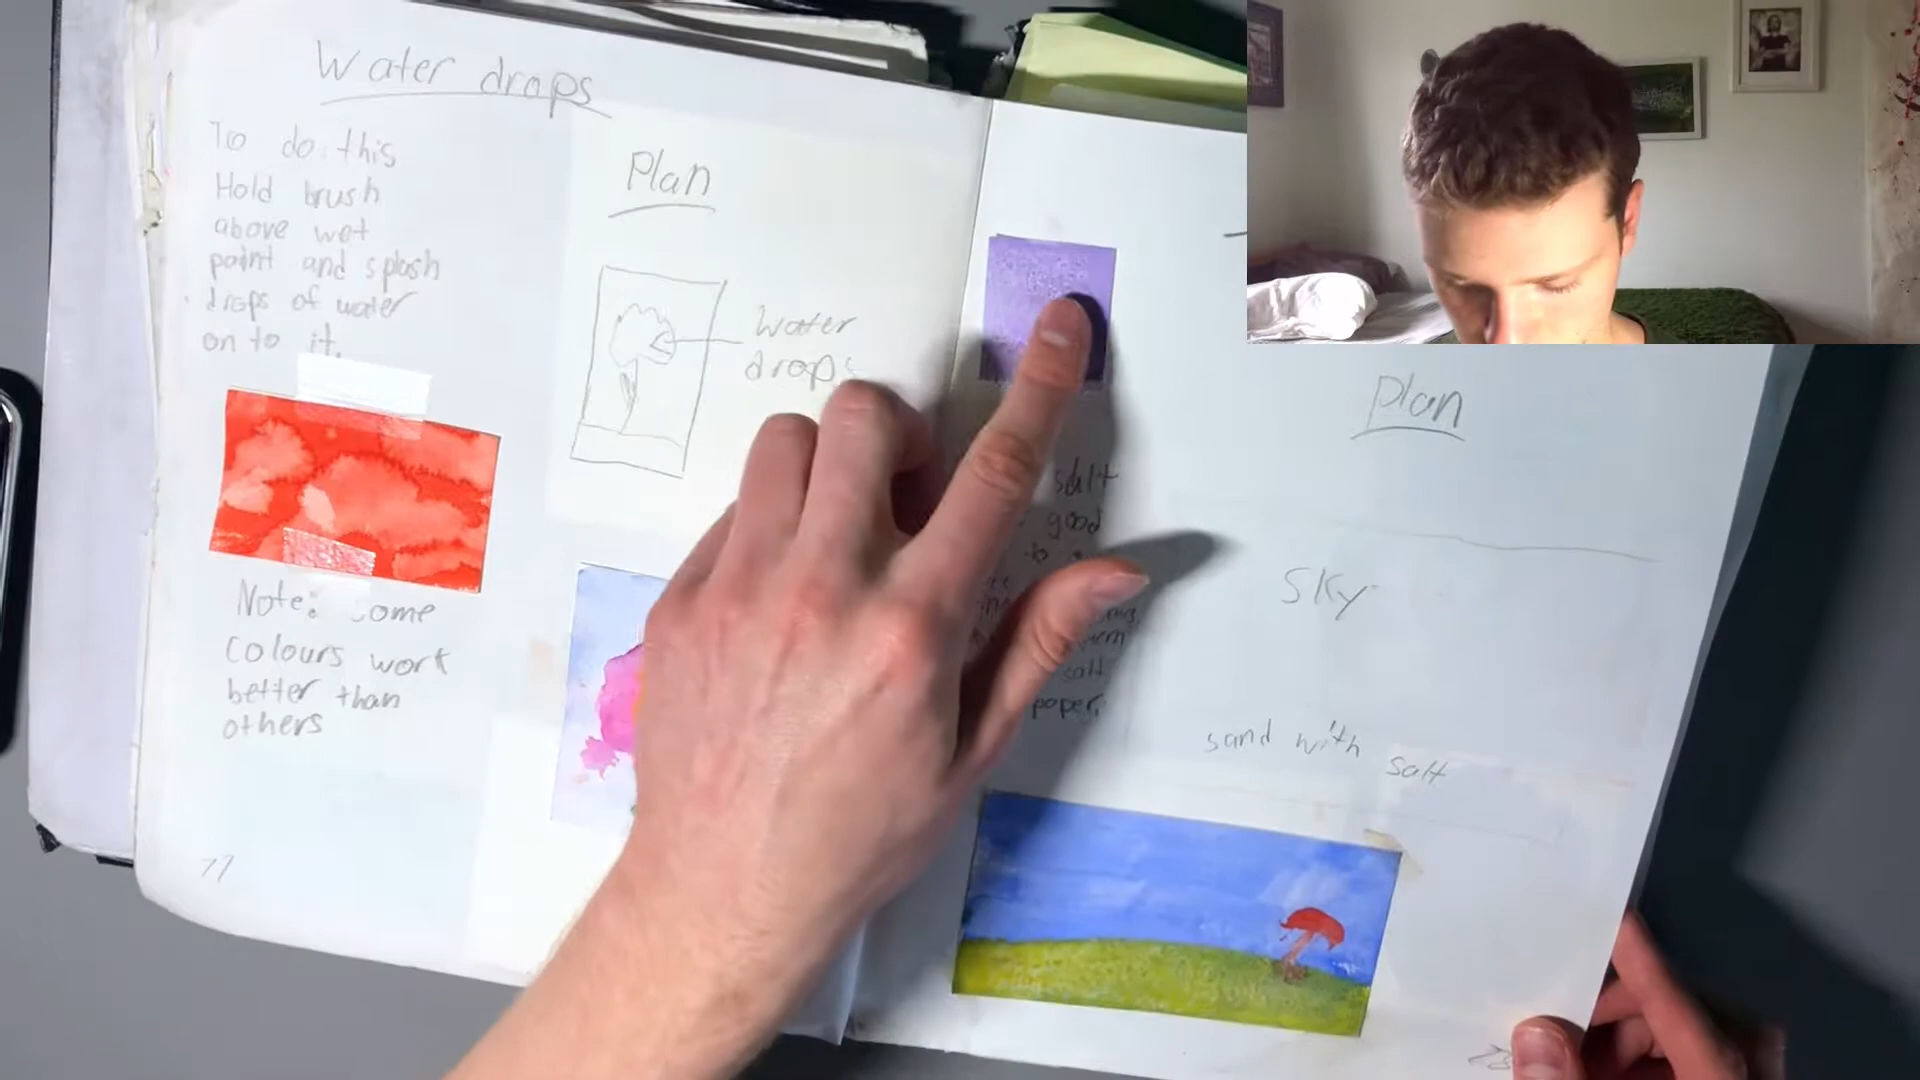 Water drops
To do this
Hold brush
above wet
paint and splash
drops of water
on to it.
Note: some
colours work
better than
others
77
Plan
Water
drops
salt
good
salt
paper,
Plan
Sky
sand with
salt